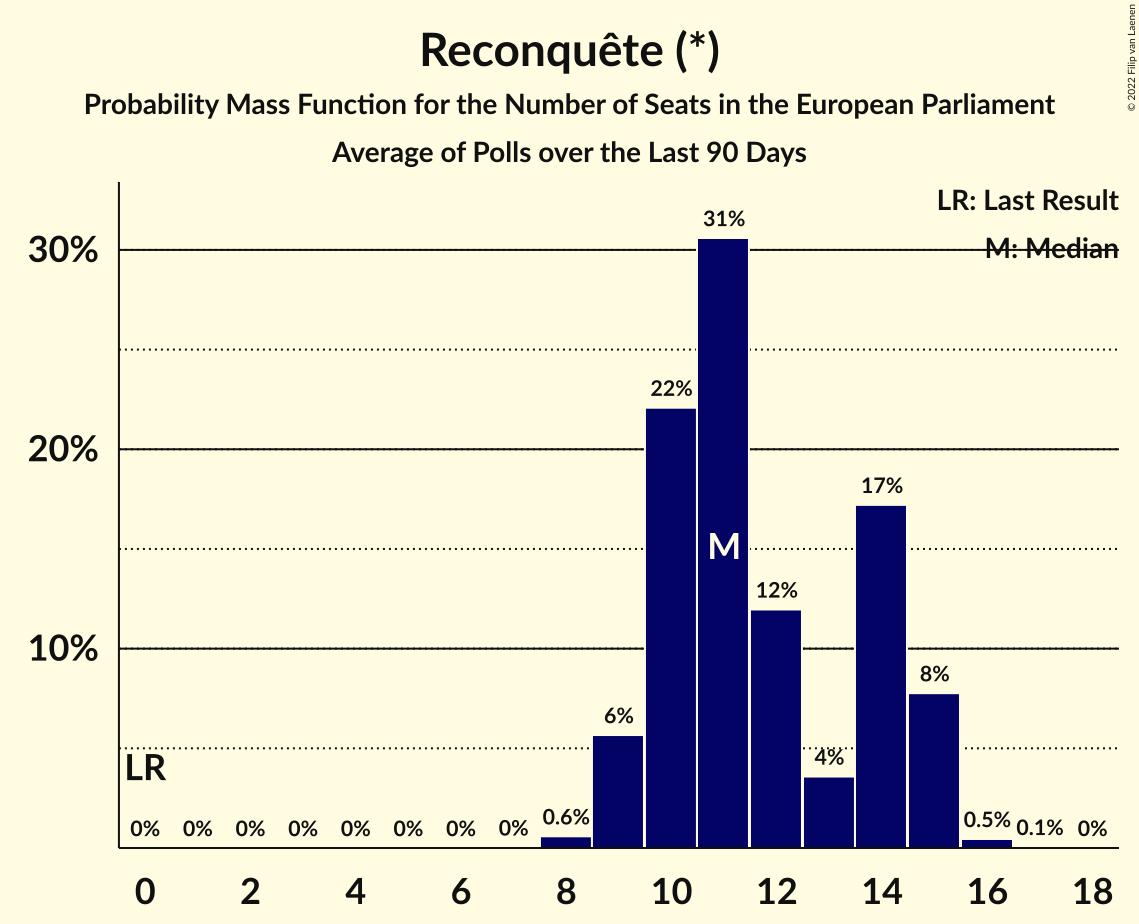 Reconquête (*)
Probability Mass Function for the Number of Seats in the European Parliament
Average of Polls over the Last 90 Days
© 2022 Filip van Laenen
LR: Last Result
M: Median
30%
20%
10%
31%
22%
17%
12%
8%
6%
4%
M
LR
0% 0% 0% 0% 0% 0% 0% 0% 0.6% 0.5% 0.1% 0%
0 2 4 6 8 10 12 14 16 18